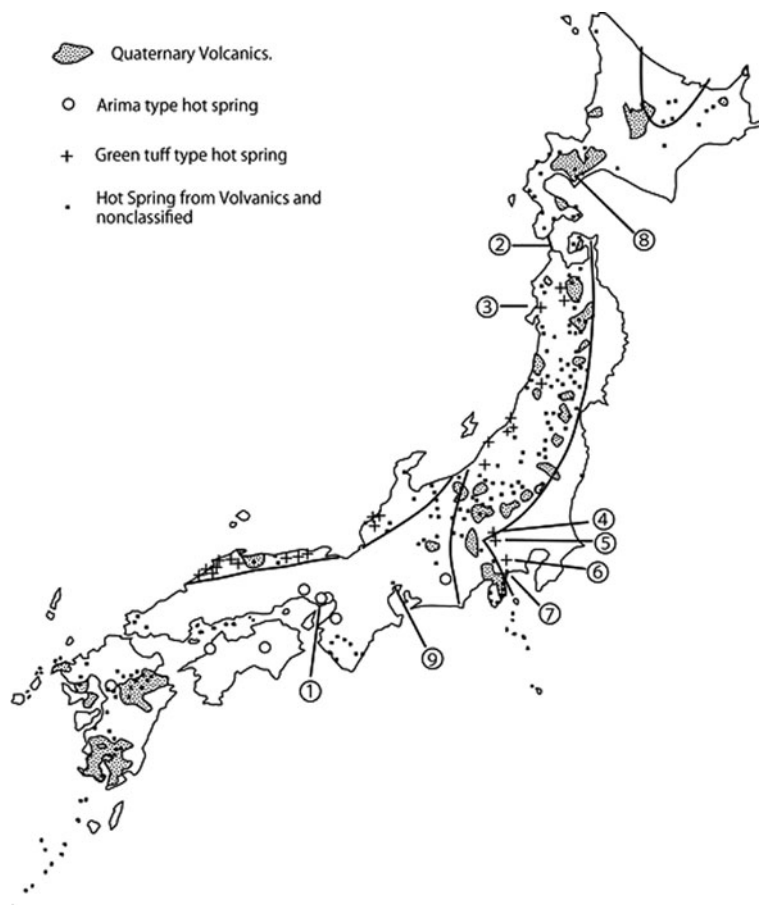 Quaternary Volcanics.
Arima type hot spring
Green tuff type hot spring
Hot Spring from Volvanics and
nonclassified
⑧
②
③
④
⑤
⑥
⑦
⑨
①